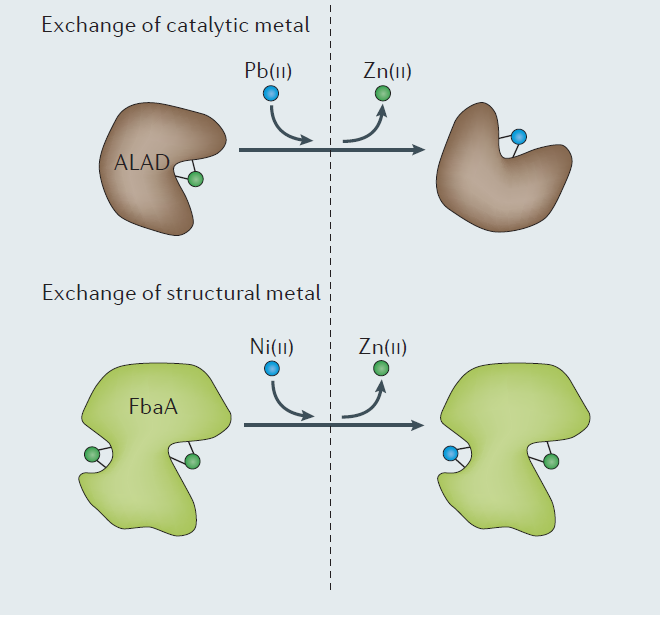 Exchange of catalytic metal
Pb(II) Zn(II)
ALAD
Exchange of structural metal
Ni(II) Zn(II)
FbaA